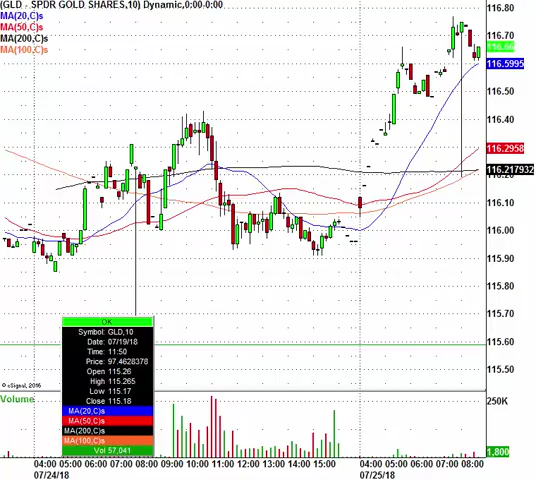 (GLD - SPDR GOLD SHARES,10) Dynamic,0:00-0:00
MA(20,C)s
MA(50,C)s
MA(200,C)s
MA(100,C)s
116.80
116.70
116.66
116.5995
116.50
116.40
116.2958
116.217932
116.10
116.00
115.90
115.80
115.70
115.60
115.50
OK
Symbol: GLD,10
Date: 07/19/18
Time: 11:50
Price: 97.4628378
Open 115.26
High 115.265
Low 115.17
Close 115.18
MA(20,C)s
MA(50,C)s
MA(200,C)s
MA(100,C)s
Vol 57,041
© eSignal, 2016
Volume
250K
1,800
04:00 05:00 06:00 07:00 08:00 09:00 10:00 11:00 12:00 13:00 14:00 15:00 04:00 05:00 06:00 07:00 08:00
07/24/18 07/25/18